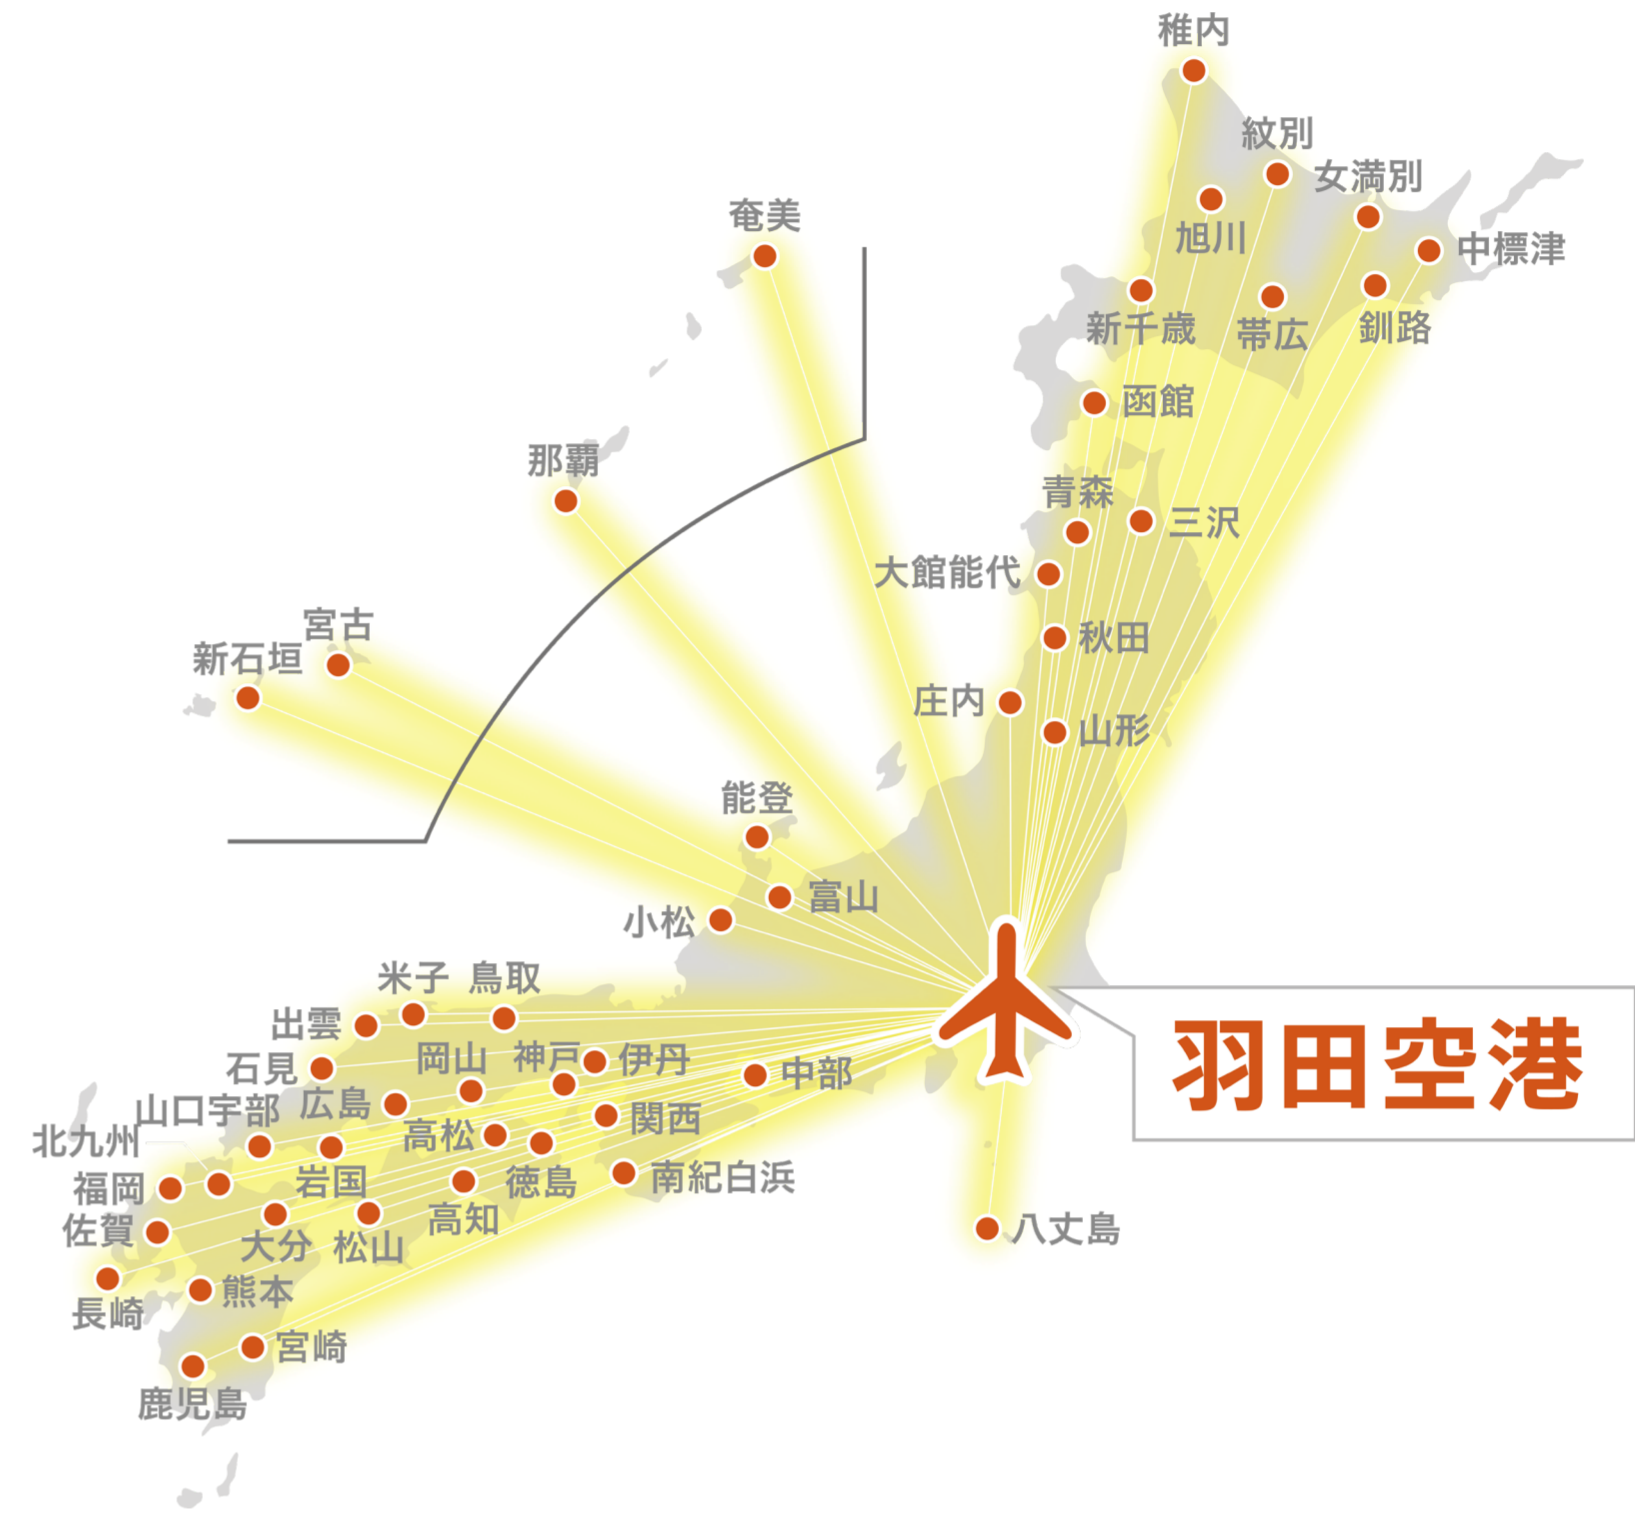 稚内
紋別
女満別
旭川
中標津
新千歳
帯広
釧路
奄美
函館
那覇
青森
三沢
大館能代
宮古
新石垣
秋田
庄内
山形
能登
富山
小松
米子
鳥取
出雲
石見
岡山
神戸
伊丹
中部
山口宇部
広島
北九州
高松
関西
福岡
岩国
徳島
南紀白浜
佐賀
大分
松山
高知
八丈島
長崎
熊本
宮崎
鹿児島
羽田空港